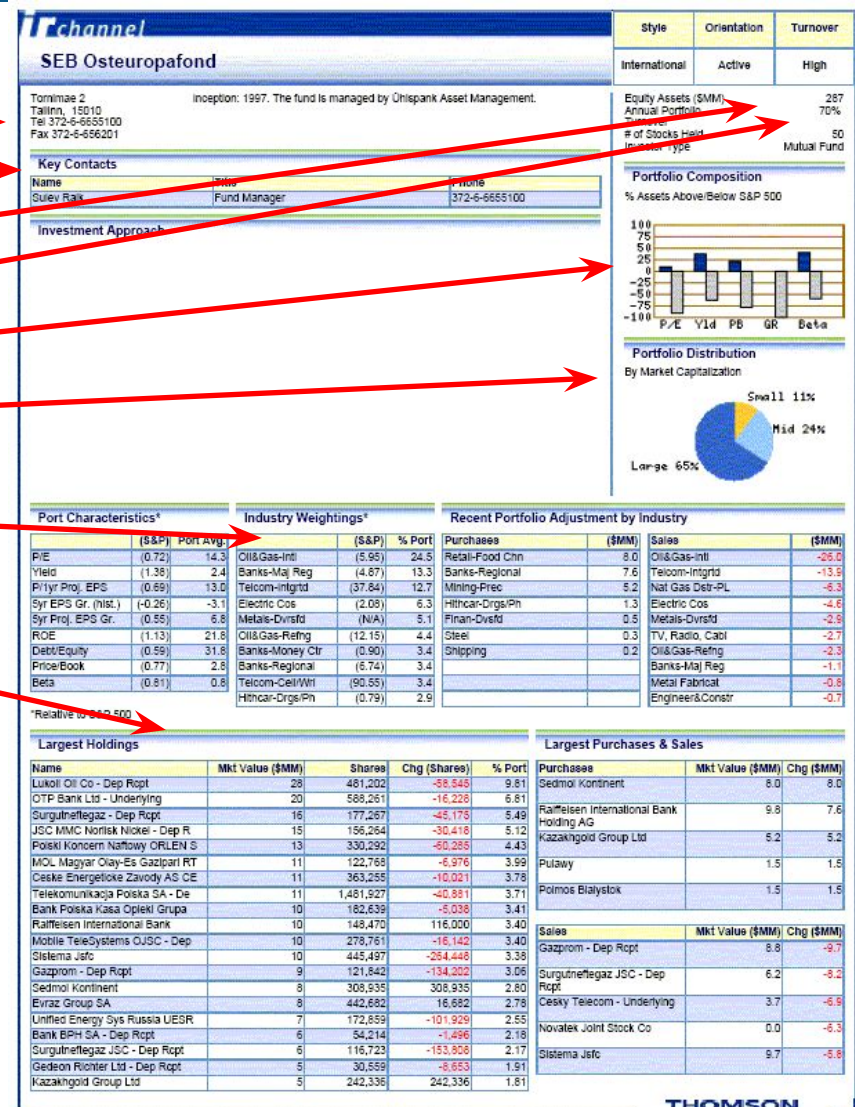 ir channel
SEB Osteuropafond
Style Orientation Turnover
International Active High
Tornimae 2
Tallinn, 15010
Tel 372-6-6655100
Fax 372-6-656201
Inception: 1997. The fund is managed by Ühispank Asset Management.
Equity Assets ($MM) 287
Annual Portfolio 70%
Turnover
# of Stocks Held 50
Investor Type Mutual Fund
Key Contacts
Name Title Phone
Sulev Raik Fund Manager 372-6-6655100
Investment Approach
Portfolio Composition
% Assets Above/Below S&P 500
100
75
50
25
0
-25
-50
-75
-100
P/E Yld PB GR Beta
Portfolio Distribution
By Market Capitalization
Small 11%
Mid 24%
Large 65%
Port Characteristics*
(S&P) Port Avg.
P/E (0.72) 14.3
Yield (1.38) 2.4
P/1yr Proj. EPS (0.69) 13.0
5yr EPS Gr. (hist.) (-0.26) -3.1
5yr Proj. EPS Gr. (0.55) 6.8
ROE (1.13) 21.8
Debt/Equity (0.59) 31.8
Price/Book (0.77) 2.8
Beta (0.81) 0.8
*Relative to S&P 500
Industry Weightings*
(S&P) % Port
Oil&Gas-Intl (5.95) 24.5
Banks-Maj Reg (4.87) 13.3
Telcom-Intgrtd (37.84) 12.7
Electric Cos (2.08) 6.3
Metals-Dvrsfd (N/A) 5.1
Oil&Gas-Refng (12.15) 4.4
Banks-Money Ctr (0.90) 3.4
Banks-Regional (6.74) 3.4
Telcom-Cell/Wrl (90.55) 3.4
Hlthcar-Drgs/Ph (0.79) 2.9
Recent Portfolio Adjustment by Industry
Purchases ($MM)
Retail-Food Chn 8.0
Banks-Regional 7.6
Mining-Prec 5.2
Hlthcar-Drgs/Ph 1.3
Finan-Dvsfd 0.5
Steel 0.3
Shipping 0.2
Sales ($MM)
Oil&Gas-Intl -26.0
Telcom-Intgrtd -13.9
Nat Gas Dstr-PL -6.3
Electric Cos -4.6
Metals-Dvrsfd -2.9
TV, Radio, Cabl -2.7
Oil&Gas-Refng -2.3
Banks-Maj Reg -1.1
Metal Fabricat -0.8
Engineer&Constr -0.7
Largest Holdings
Name Mkt Value ($MM) Shares Chg (Shares) % Port
Lukoil Oil Co - Dep Rcpt 28 481,202 -58,545 9.81
OTP Bank Ltd - Underlying 20 588,261 -16,228 6.81
Surgutneftegaz - Dep Rcpt 16 177,267 -45,175 5.49
JSC MMC Norilsk Nickel - Dep R 15 156,264 -30,418 5.12
Polski Koncern Naftowy ORLEN S 13 330,292 -60,285 4.43
MOL Magyar Olay-Es Gazipari RT 11 122,768 -6,976 3.99
Ceske Energeticke Zavody AS CE 11 363,255 -10,021 3.78
Telekomunikacja Polska SA - De 11 1,481,927 -40,881 3.71
Bank Polska Kasa Opieki Grupa 10 182,639 -5,038 3.41
Raiffeisen International Bank 10 148,470 116,000 3.40
Mobile TeleSystems OJSC - Dep 10 278,761 -16,142 3.40
Sistema Jsfc 10 445,497 -264,448 3.38
Gazprom - Dep Rcpt 9 121,842 -134,202 3.06
Sedmoi Kontinent 8 308,935 308,935 2.80
Evraz Group SA 8 442,682 16,682 2.78
Unified Energy Sys Russia UESR 7 172,859 -101,929 2.55
Bank BPH SA - Dep Rcpt 6 54,214 -1,496 2.18
Surgutneftegaz JSC - Dep Rcpt 6 116,723 -153,808 2.17
Gedeon Richter Ltd - Dep Rcpt 5 30,559 -8,653 1.91
Kazakhgold Group Ltd 5 242,336 242,336 1.81
Largest Purchases & Sales
Purchases Mkt Value ($MM) Chg ($MM)
Sedmoi Kontinent 8.0 8.0
Raiffeisen International Bank 9.8 7.6
Holding AG
Kazakhgold Group Ltd 5.2 5.2
Pulawy 1.5 1.5
Polmos Bialystok 1.5 1.5
Sales Mkt Value ($MM) Chg ($MM)
Gazprom - Dep Rcpt 8.8 -9.7
Surgutneftegaz JSC - Dep 6.2 -8.2
Rcpt
Cesky Telecom - Underlying 3.7 -6.9
Novatek Joint Stock Co 0.0 -6.3
Sistema Jsfc 9.7 -5.8
THOMSON